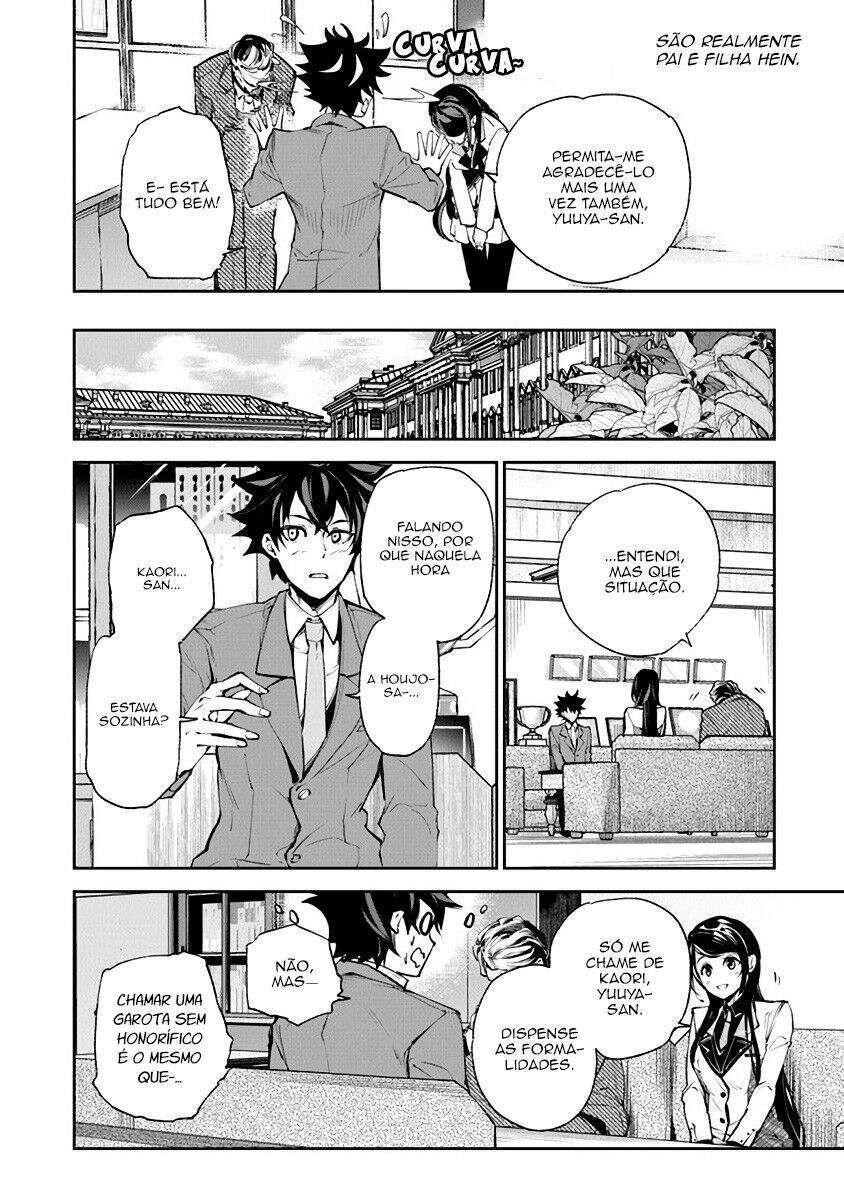 SÃO REALMENTE
PAI E FILHA HEIN.
CURVA
CURVA~
PERMITA-ME
AGRADECÊ-LO
MAIS UMA
VEZ TAMBÉM,
YUUYA-SAN.
E- ESTÁ
TUDO BEM!
...ENTENDI,
MAS QUE
SITUAÇÃO.
FALANDO
NISSO, POR
QUE NAQUELA
HORA
A HOUJO-
SA-...
KAORI...
SAN...
ESTAVA
SOZINHA?
SÓ ME
CHAME DE
KAORI,
YUUYA-
SAN.
DISPENSE
AS FORMA-
LIDADES.
NÃO,
MAS—
CHAMAR UMA
GAROTA SEM
HONORÍFICO
É O MESMO
QUE-...